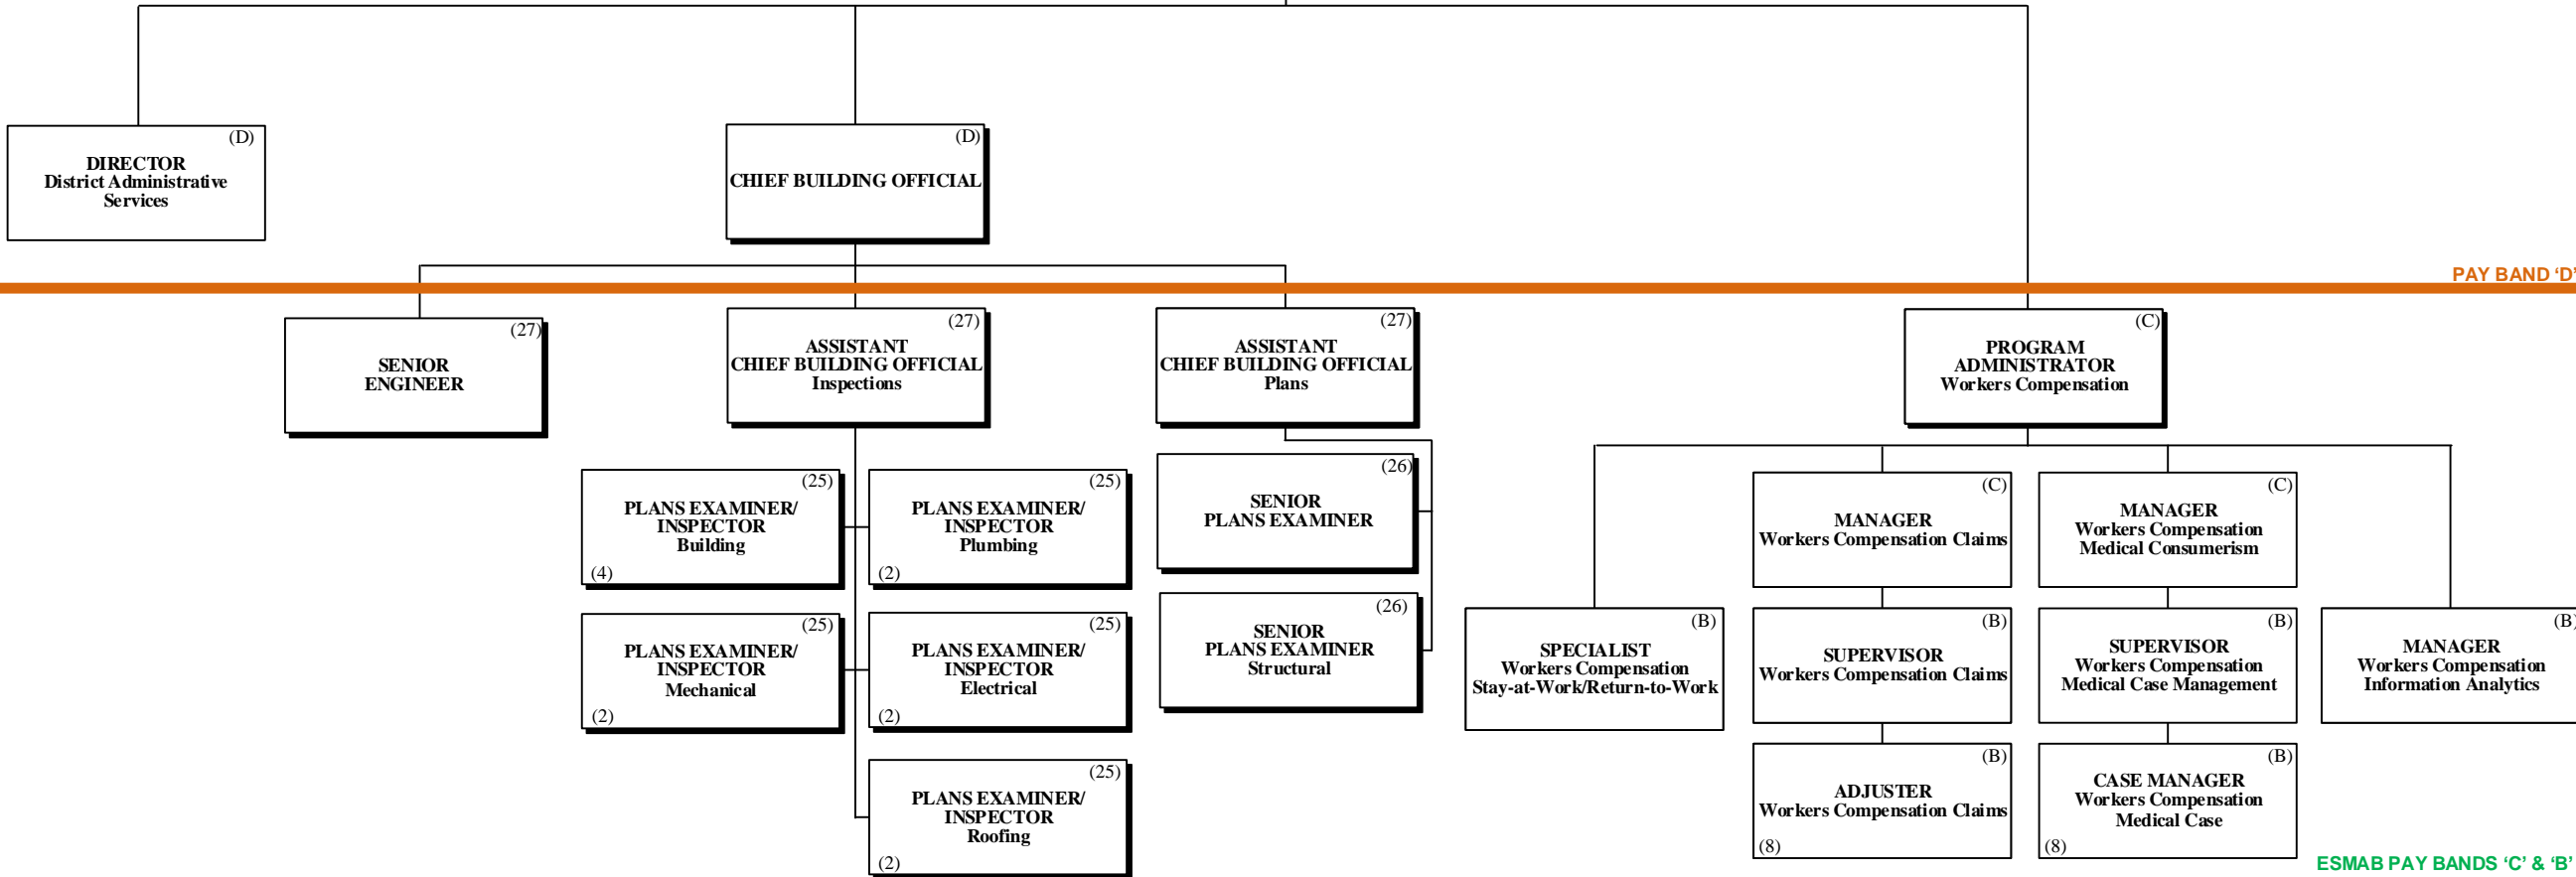 (D)
DIRECTOR
District Administrative
Services
(D)
CHIEF BUILDING OFFICIAL
PAY BAND ‘D’
(27)
SENIOR
ENGINEER
(27)
ASSISTANT
CHIEF BUILDING OFFICIAL
Inspections
(27)
ASSISTANT
CHIEF BUILDING OFFICIAL
Plans
(C)
PROGRAM
ADMINISTRATOR
Workers Compensation
(25)
PLANS EXAMINER/
INSPECTOR
Building
(4)
(25)
PLANS EXAMINER/
INSPECTOR
Plumbing
(2)
(26)
SENIOR
PLANS EXAMINER
(C)
MANAGER
Workers Compensation Claims
(C)
MANAGER
Workers Compensation
Medical Consumerism
(25)
PLANS EXAMINER/
INSPECTOR
Mechanical
(2)
(25)
PLANS EXAMINER/
INSPECTOR
Electrical
(2)
(26)
SENIOR
PLANS EXAMINER
Structural
(B)
SPECIALIST
Workers Compensation
Stay-at-Work/Return-to-Work
(B)
SUPERVISOR
Workers Compensation Claims
(B)
SUPERVISOR
Workers Compensation
Medical Case Management
(B)
MANAGER
Workers Compensation
Information Analytics
(25)
PLANS EXAMINER/
INSPECTOR
Roofing
(2)
(B)
ADJUSTER
Workers Compensation Claims
(8)
(B)
CASE MANAGER
Workers Compensation
Medical Case
(8)
ESMAB PAY BANDS ‘C’ & ‘B’